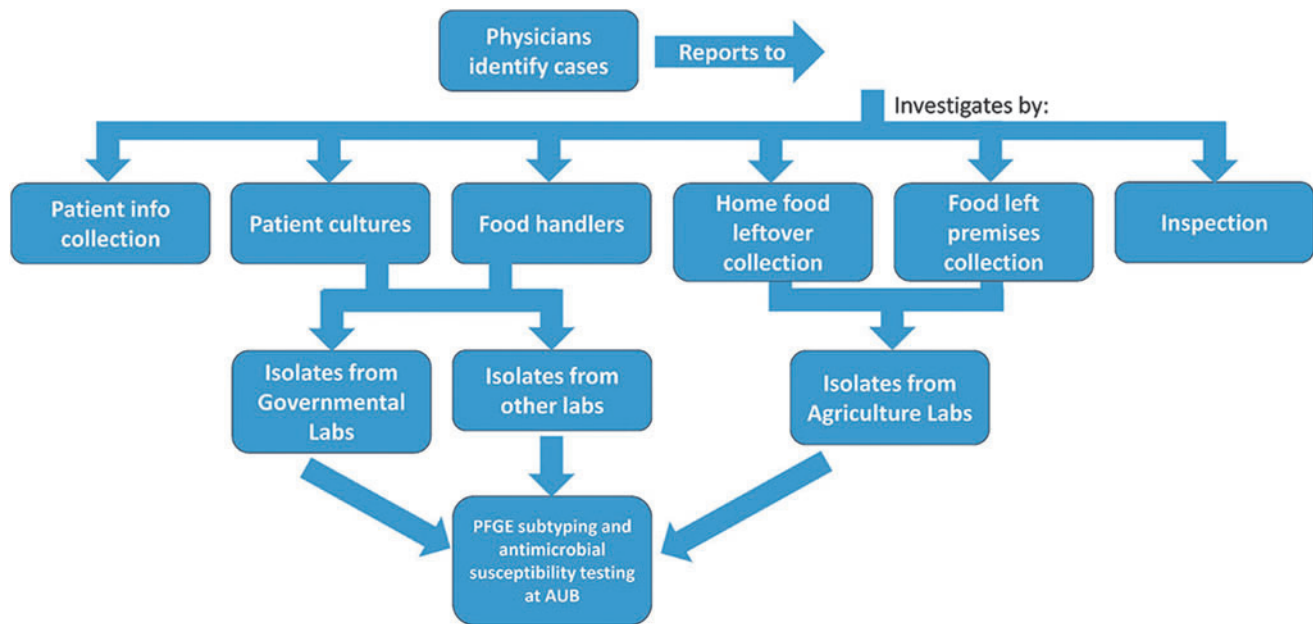 Physicians
identify cases
Reports to
Investigates by:
Patient info
collection
Patient cultures
Food handlers
Home food
leftover
collection
Food left
premises
collection
Inspection
Isolates from
Governmental
Labs
Isolates from
other labs
Isolates from
Agriculture Labs
PFGE subtyping and
antimicrobial
susceptibility testing
at AUB